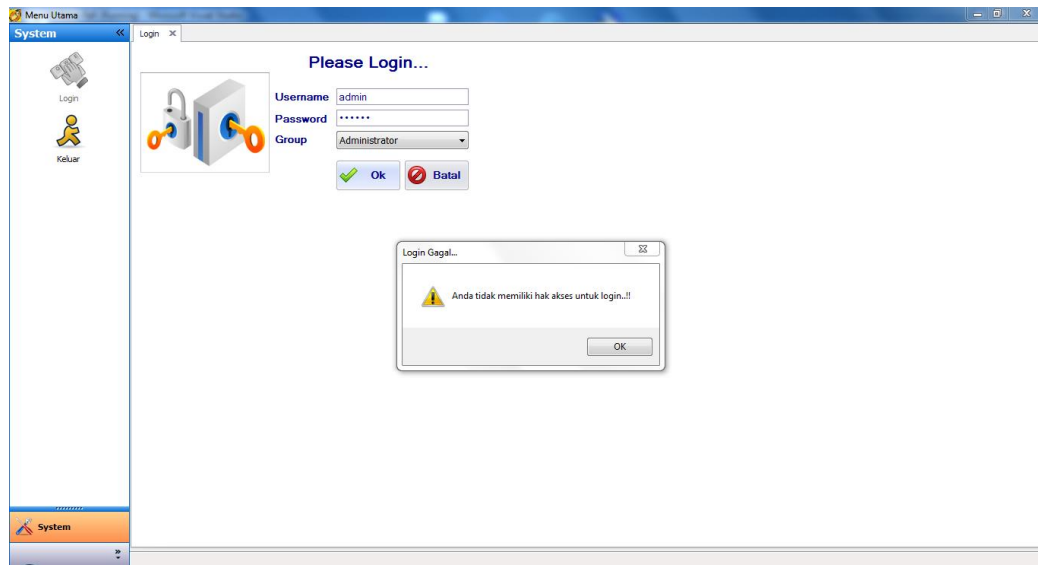 Menu Utama
System «
Login
Login
Keluar
Please Login...
Username admin
Password ••••••
Group Administrator
Ok Batal
Login Gagal...
Anda tidak memiliki hak akses untuk login..!!
OK
System
»